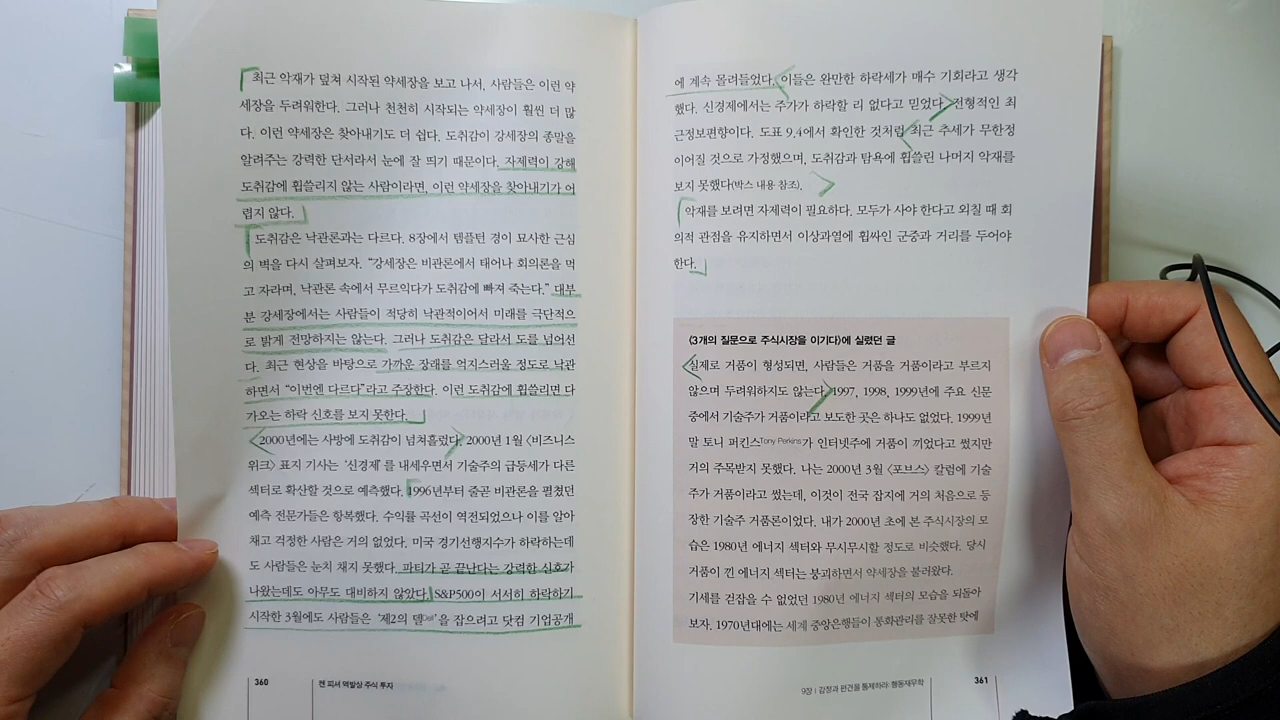 최근 악재가 덮쳐 시작된 약세장을 보고 나서, 사람들은 이런 약
세장을 두려워한다. 그러나 천천히 시작되는 약세장이 훨씬 더 많
다. 이런 약세장은 찾아내기도 더 쉽다. 도취감이 강세장의 종말을
알려주는 강력한 단서라서 눈에 잘 띄기 때문이다. 자제력이 강해
도취감에 휩쓸리지 않는 사람이라면, 이런 약세장을 찾아내기가 어
렵지 않다.
도취감은 낙관론과는 다르다. 8장에서 템플턴 경이 묘사한 근심
의 벽을 다시 살펴보자. “강세장은 비관론에서 태어나 회의론을 먹
고 자라며, 낙관론 속에서 무르익다가 도취감에 빠져 죽는다.” 대부
분 강세장에서는 사람들이 적당히 낙관적이어서 미래를 극단적으
로 밝게 전망하지는 않는다. 그러나 도취감은 달라서 도를 넘어선
다. 최근 현상을 바탕으로 가까운 장래를 억지스러울 정도로 낙관
하면서 “이번엔 다르다”라고 주장한다. 이런 도취감에 휩쓸리면 다
가오는 하락 신호를 보지 못한다.
2000년에는 사방에 도취감이 넘쳐흘렀다. 2000년 1월 〈비즈니스
위크〉 표지 기사는 ‘신경제’를 내세우면서 기술주의 급등세가 다른
섹터로 확산할 것으로 예측했다. 1996년부터 줄곧 비관론을 펼쳤던
예측 전문가들은 항복했다. 수익률 곡선이 역전되었으나 이를 알아
채고 걱정한 사람은 거의 없었다. 미국 경기선행지수가 하락하는데
도 사람들은 눈치 채지 못했다. 파티가 곧 끝난다는 강력한 신호가
나왔는데도 아무도 대비하지 않았다. S&P500이 서서히 하락하기
시작한 3월에도 사람들은 ‘제2의 델Dell’을 잡으려고 닷컴 기업공개
360
켄 피셔 역발상 주식 투자
에 계속 몰려들었다. 이들은 완만한 하락세가 매수 기회라고 생각
했다. 신경제에서는 주가가 하락할 리 없다고 믿었다. 전형적인 최
근정보편향이다. 도표 9.4에서 확인한 것처럼 최근 추세가 무한정
이어질 것으로 가정했으며, 도취감과 탐욕에 휩쓸린 나머지 악재를
보지 못했다(박스 내용 참조).
악재를 보려면 자제력이 필요하다. 모두가 사야 한다고 외칠 때 회
의적 관점을 유지하면서 이상과열에 휩싸인 군중과 거리를 두어야
한다.
〈3개의 질문으로 주식시장을 이기다〉에 실렸던 글
실제로 거품이 형성되면, 사람들은 거품을 거품이라고 부르지
않으며 두려워하지도 않는다. 1997, 1998, 1999년에 주요 신문
중에서 기술주가 거품이라고 보도한 곳은 하나도 없었다. 1999년
말 토니 퍼킨스Tony Perkins가 인터넷주에 거품이 끼었다고 썼지만
거의 주목받지 못했다. 나는 2000년 3월 〈포브스〉 칼럼에 기술
주가 거품이라고 썼는데, 이것이 전국 잡지에 거의 처음으로 등
장한 기술주 거품론이었다. 내가 2000년 초에 본 주식시장의 모
습은 1980년 에너지 섹터와 무시무시할 정도로 비슷했다. 당시
거품이 낀 에너지 섹터는 붕괴하면서 약세장을 불러왔다.
기세를 걷잡을 수 없었던 1980년 에너지 섹터의 모습을 되돌아
보자. 1970년대에는 세계 중앙은행들이 통화관리를 잘못한 탓에
9장 | 감정과 편견을 통제하라: 행동재무학
361